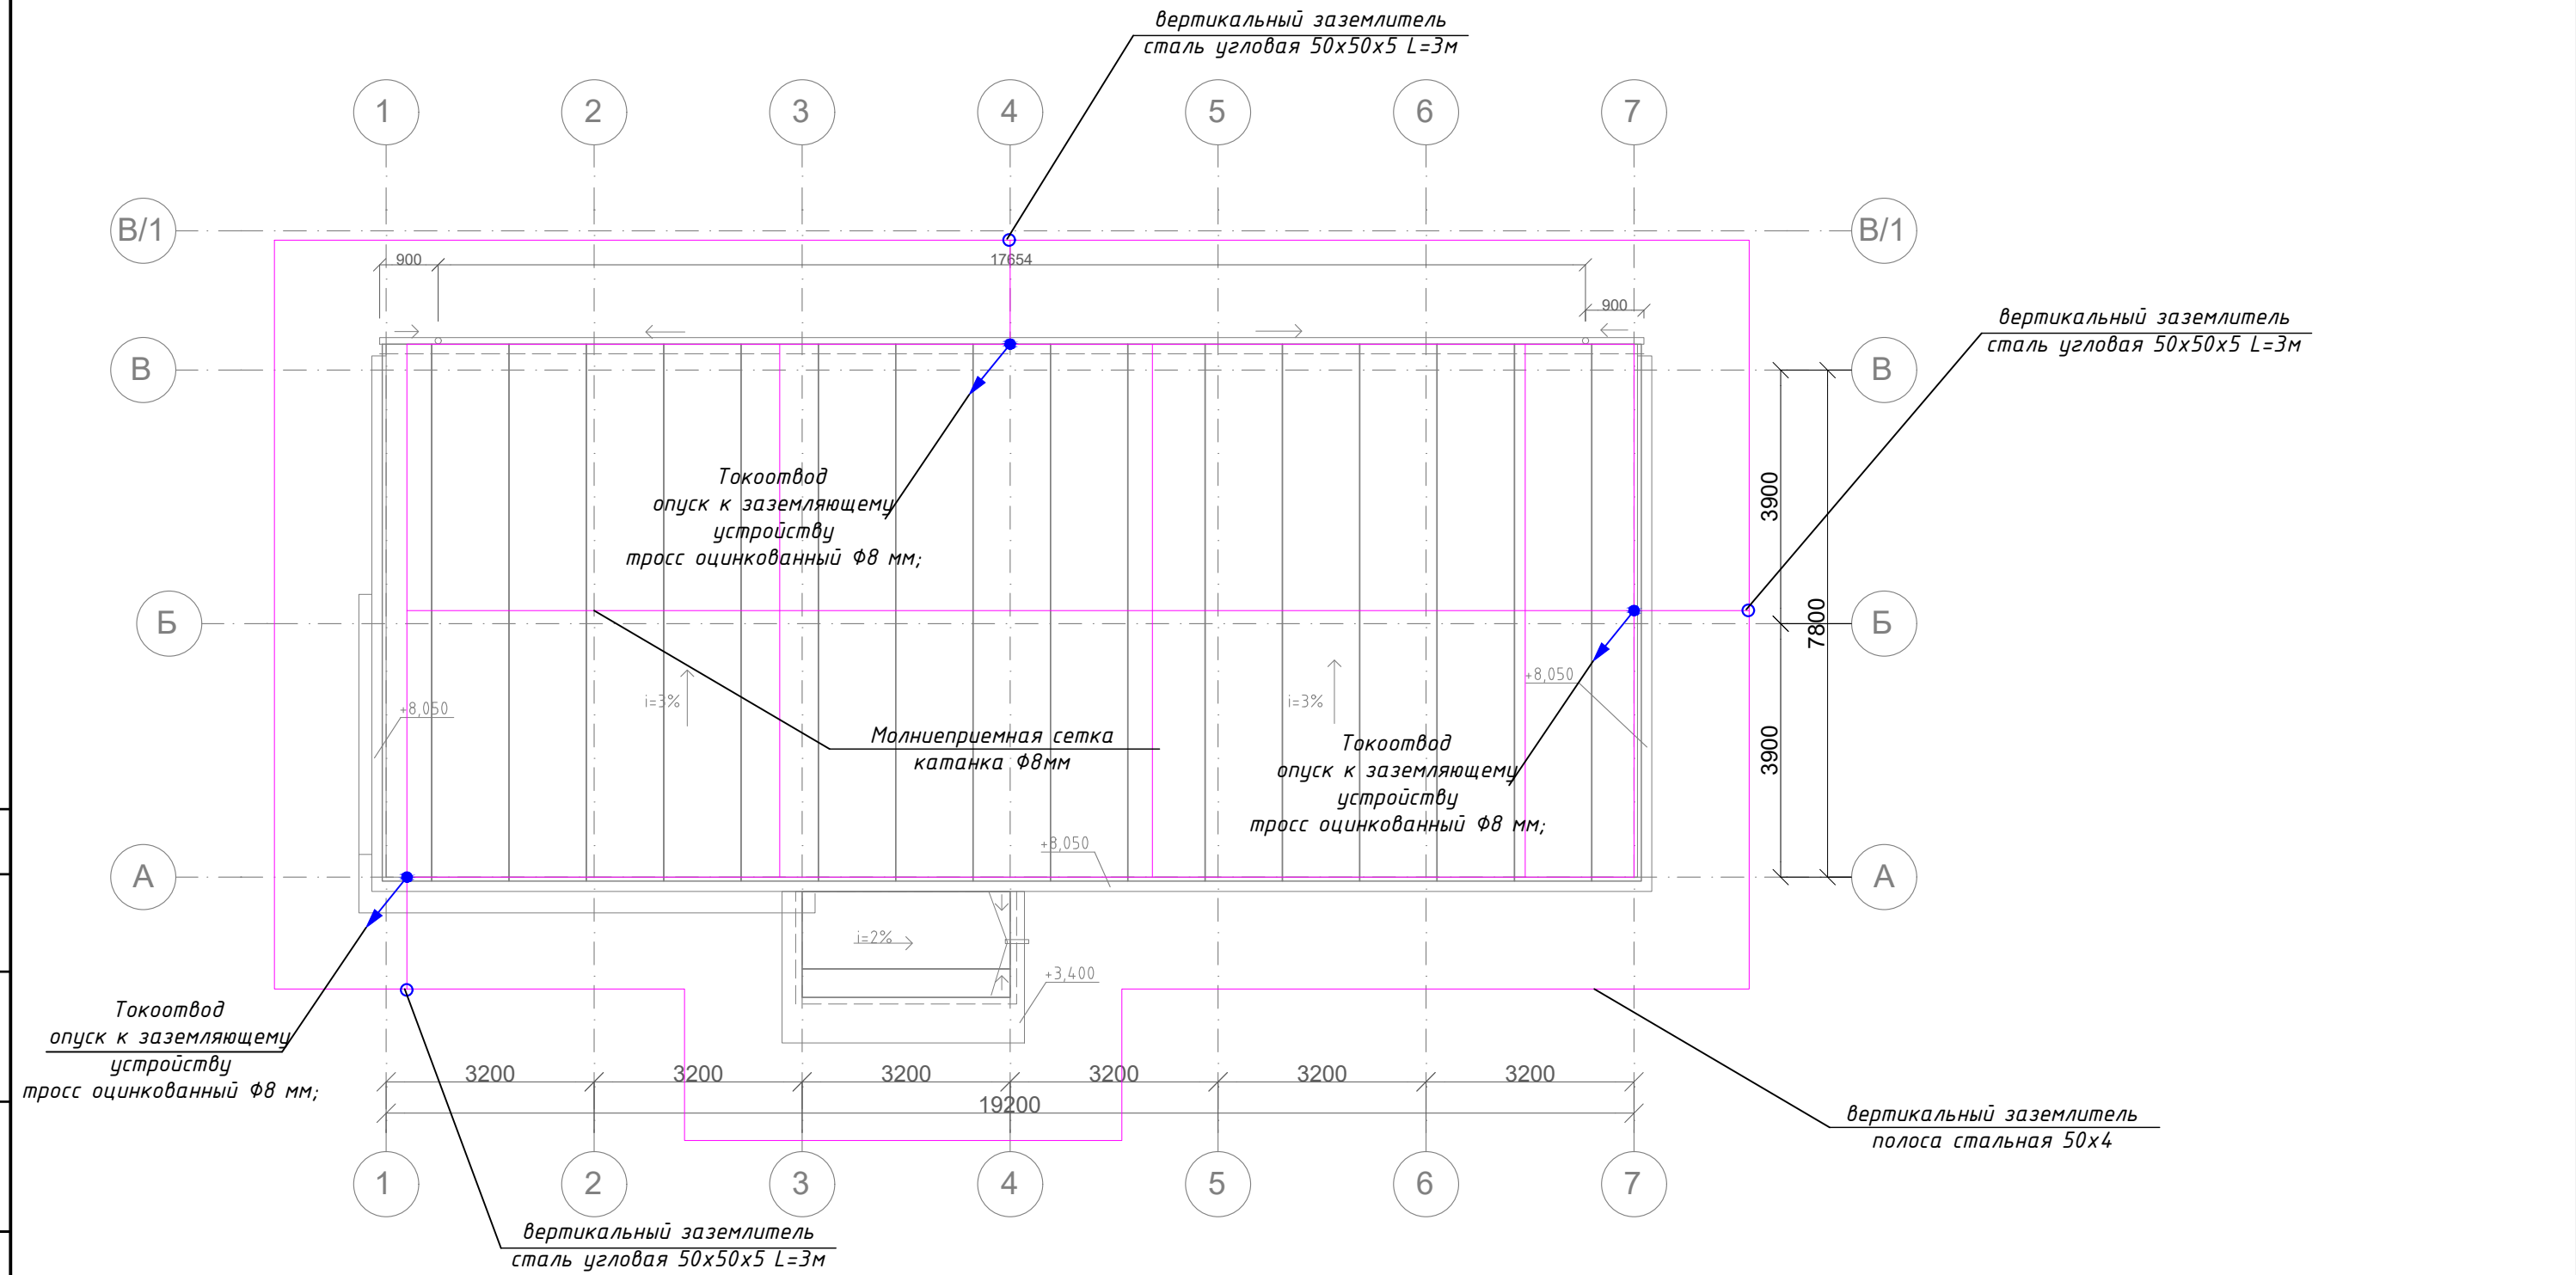 вертикальный заземлитель
сталь угловая 50х50х5 L=3м
1 2 3 4 5 6 7
В/1 В/1
900 17654
900
вертикальный заземлитель
сталь угловая 50х50х5 L=3м
В В
3900
Токоотвод
опуск к заземляющему
устройству
тросс оцинкованный Ф8 мм;
Б Б
7800
+8,050
i=3% i=3%
+8,050
Молниеприемная сетка
катанка Ф8мм
3900
Токоотвод
опуск к заземляющему
устройству
тросс оцинкованный Ф8 мм;
+8,050
А А
i=2%
+3,400
Токоотвод
опуск к заземляющему
устройству
тросс оцинкованный Ф8 мм;
3200 3200 3200 3200 3200 3200
19200
вертикальный заземлитель
полоса стальная 50х4
1 2 3 4 5 6 7
вертикальный заземлитель
сталь угловая 50х50х5 L=3м